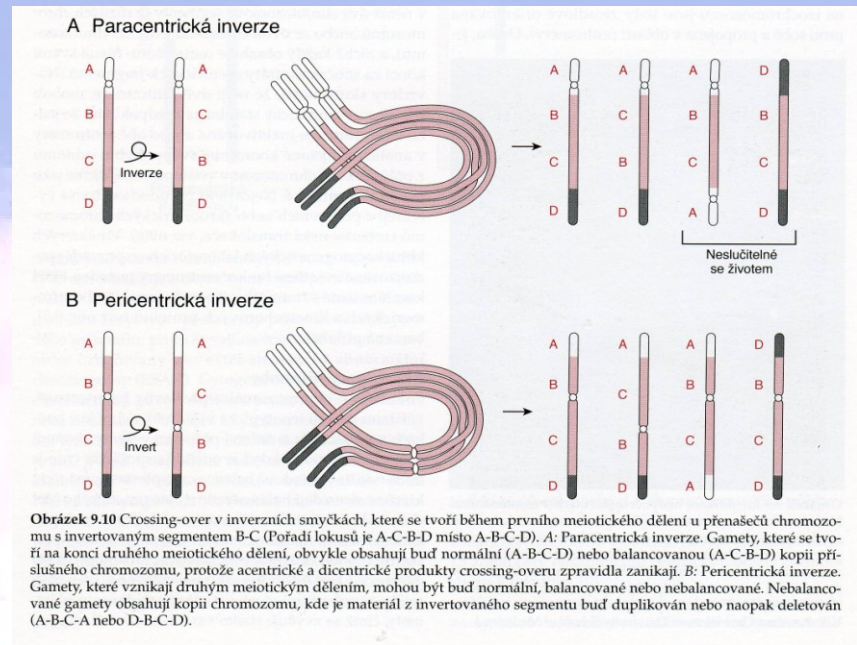 A Paracentrická inverze
A A
B C
C B
D D
Inverze
A A A D
B C B B
C B C C
D D A D
Neslučitelné
se životem
B Pericentrická inverze
A A
B C
C B
D D
Invert
A A A D
B C B B
C B C C
D D A D
Obrázek 9.10 Crossing-over v inverzních smyčkách, které se tvoří během prvního meiotického dělení u přenašečů chromozo-
mu s invertovaným segmentem B-C (Pořadí lokusů je A-C-B-D místo A-B-C-D). A: Paracentrická inverze. Gamety, které se tvo-
ří na konci druhého meiotického dělení, obvykle obsahují buď normální (A-B-C-D) nebo balancovanou (A-C-B-D) kopii pří-
slušného chromozomu, protože acentrické a dicentrické produkty crossing-overu zpravidla zanikají. B: Pericentrická inverze.
Gamety, které vznikají druhým meiotickým dělením, mohou být buď normální, balancované nebo nebalancované. Nebalanco-
vané gamety obsahují kopii chromozomu, kde je materiál z invertovaného segmentu buď duplikován nebo naopak deletován
(A-B-C-A nebo D-B-C-D).